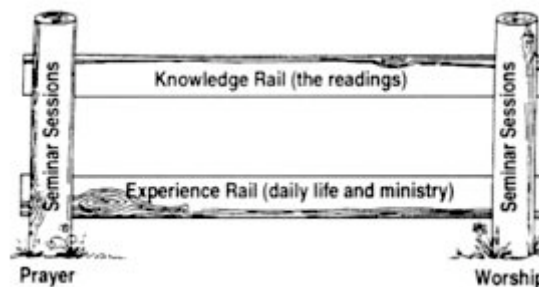 Seminar Sessions
Knowledge Rail (the readings)
Experience Rail (daily life and ministry)
Seminar Sessions
Prayer
Worship